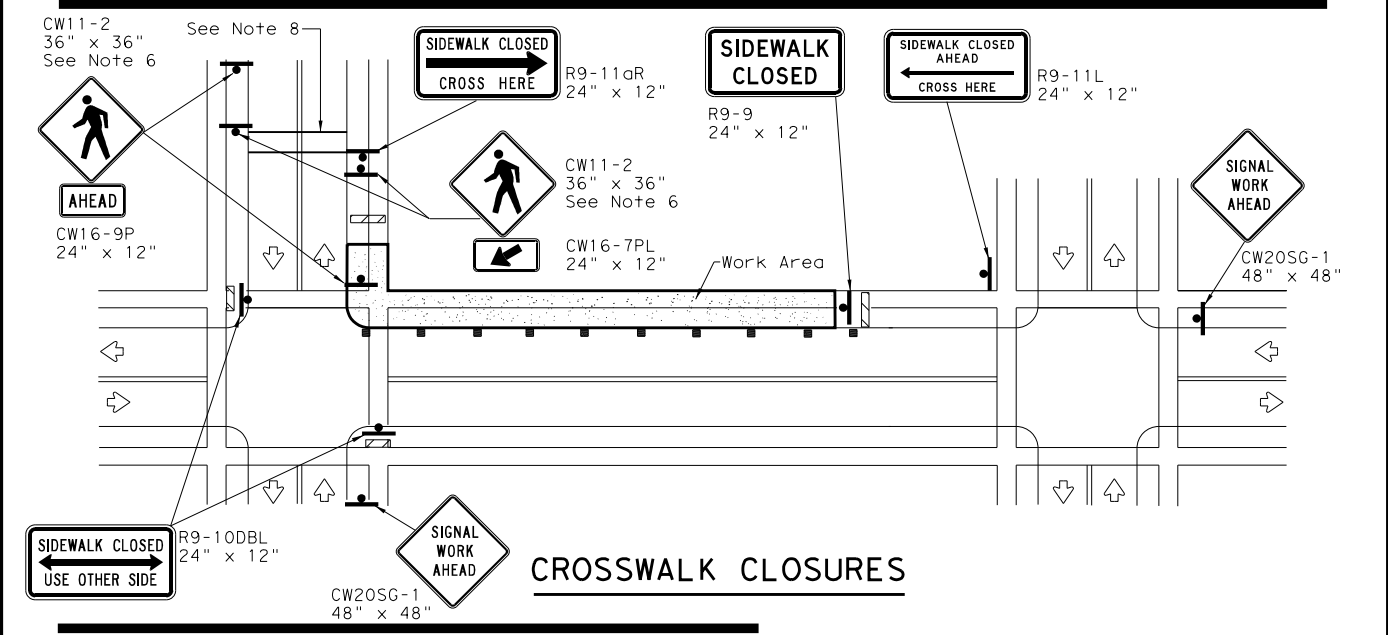 CW11-2
36" x 36"
See Note 6
See Note 8
SIDEWALK CLOSED
CROSS HERE
R9-11aR
24" x 12"
SIDEWALK
CLOSED
R9-9
24" x 12"
SIDEWALK CLOSED
AHEAD
CROSS HERE
R9-11L
24" x 12"
AHEAD
CW16-9P
24" x 12"
CW11-2
36" x 36"
See Note 6
CW16-7PL
24" x 12"
Work Area
SIGNAL
WORK
AHEAD
CW20SG-1
48" x 48"
SIDEWALK CLOSED
USE OTHER SIDE
R9-10DBL
24" x 12"
SIGNAL
WORK
AHEAD
CW20SG-1
48" x 48"
CROSSWALK CLOSURES